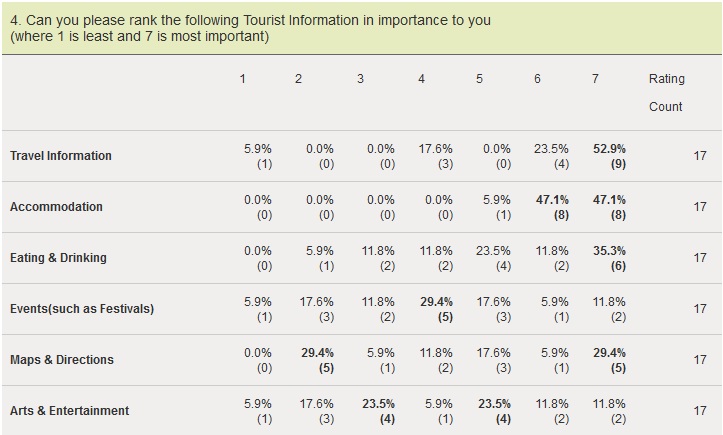 4. Can you please rank the following Tourist Information in importance to you
(where 1 is least and 7 is most important)
1 2 3 4 5 6 7 Rating
Count
Travel Information 5.9% 0.0% 0.0% 17.6% 0.0% 23.5% 52.9% 17
(1) (0) (0) (3) (0) (4) (9)
Accommodation 0.0% 0.0% 0.0% 0.0% 5.9% 47.1% 47.1% 17
(0) (0) (0) (0) (1) (8) (8)
Eating & Drinking 0.0% 5.9% 11.8% 11.8% 23.5% 11.8% 35.3% 17
(0) (1) (2) (2) (4) (2) (6)
Events(such as Festivals) 5.9% 17.6% 11.8% 29.4% 17.6% 5.9% 11.8% 17
(1) (3) (2) (5) (3) (1) (2)
Maps & Directions 0.0% 29.4% 5.9% 11.8% 17.6% 5.9% 29.4% 17
(0) (5) (1) (2) (3) (1) (5)
Arts & Entertainment 5.9% 17.6% 23.5% 5.9% 23.5% 11.8% 11.8% 17
(1) (3) (4) (1) (4) (2) (2)